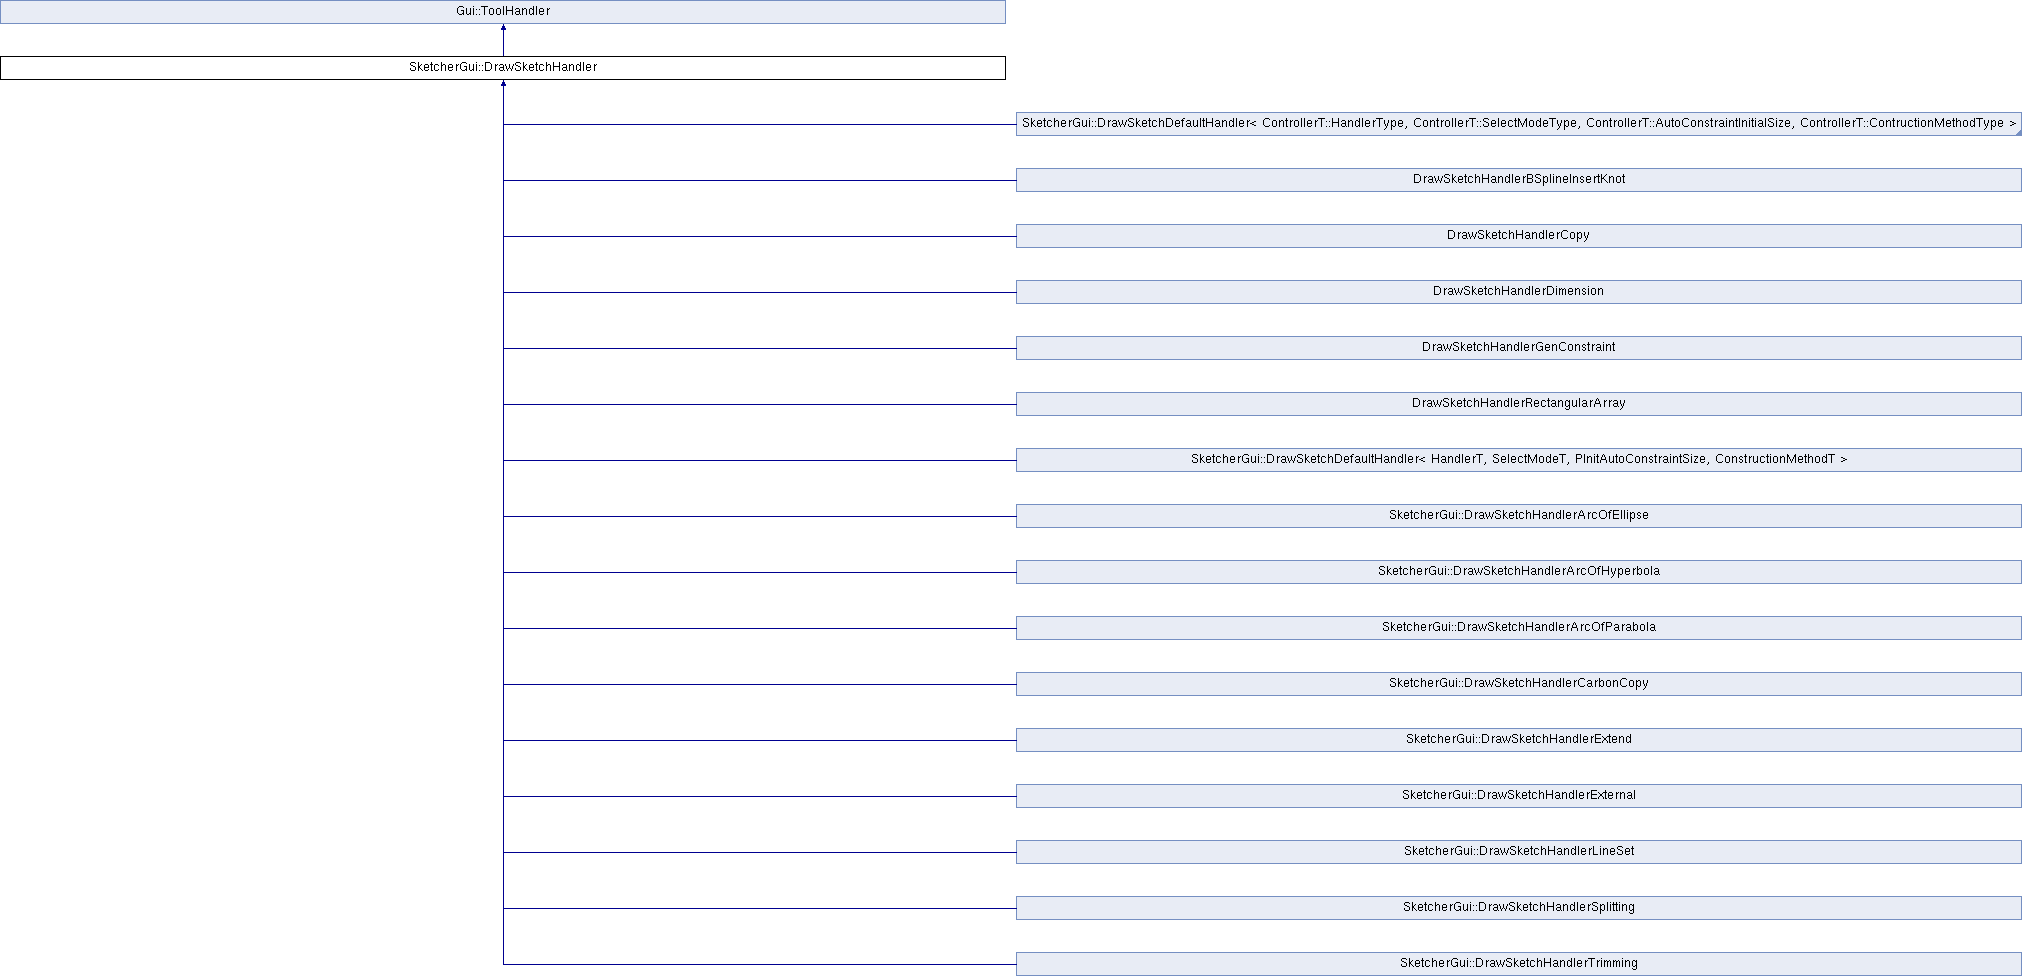 Gui::ToolHandler
SketcherGui::DrawSketchHandler
SketcherGui::DrawSketchDefaultHandler< ControllerT::HandlerType, ControllerT::SelectModeType, ControllerT::AutoConstraintInitialSize, ControllerT::ContructionMethodType >
DrawSketchHandlerBSplineInsertKnot
DrawSketchHandlerCopy
DrawSketchHandlerDimension
DrawSketchHandlerGenConstraint
DrawSketchHandlerRectangularArray
SketcherGui::DrawSketchDefaultHandler< HandlerT, SelectModeT, PInitAutoConstraintSize, ConstructionMethodT >
SketcherGui::DrawSketchHandlerArcOfEllipse
SketcherGui::DrawSketchHandlerArcOfHyperbola
SketcherGui::DrawSketchHandlerArcOfParabola
SketcherGui::DrawSketchHandlerCarbonCopy
SketcherGui::DrawSketchHandlerExtend
SketcherGui::DrawSketchHandlerExternal
SketcherGui::DrawSketchHandlerLineSet
SketcherGui::DrawSketchHandlerSplitting
SketcherGui::DrawSketchHandlerTrimming